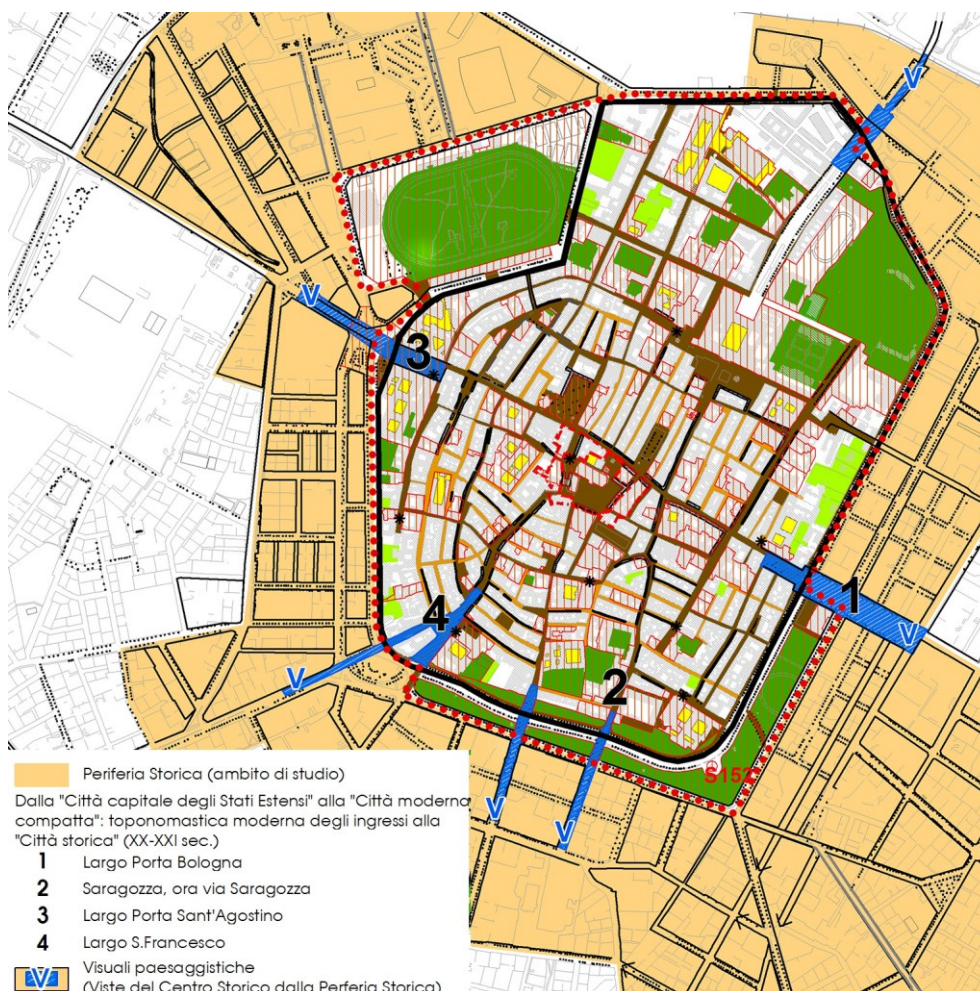 V
V
3
1
V
4
V
2
S152
V
V
Periferia Storica (ambito di studio)
Dalla "Città capitale degli Stati Estensi" alla "Città moderna
compatta": toponomastica moderna degli ingressi alla
"Città storica" (XX-XXI sec.)
1 Largo Porta Bologna
2 Saragozza, ora via Saragozza
3 Largo Porta Sant'Agostino
4 Largo S.Francesco
V Visuali paesaggistiche
(Viste del Centro Storico dalla Perferia Storica)